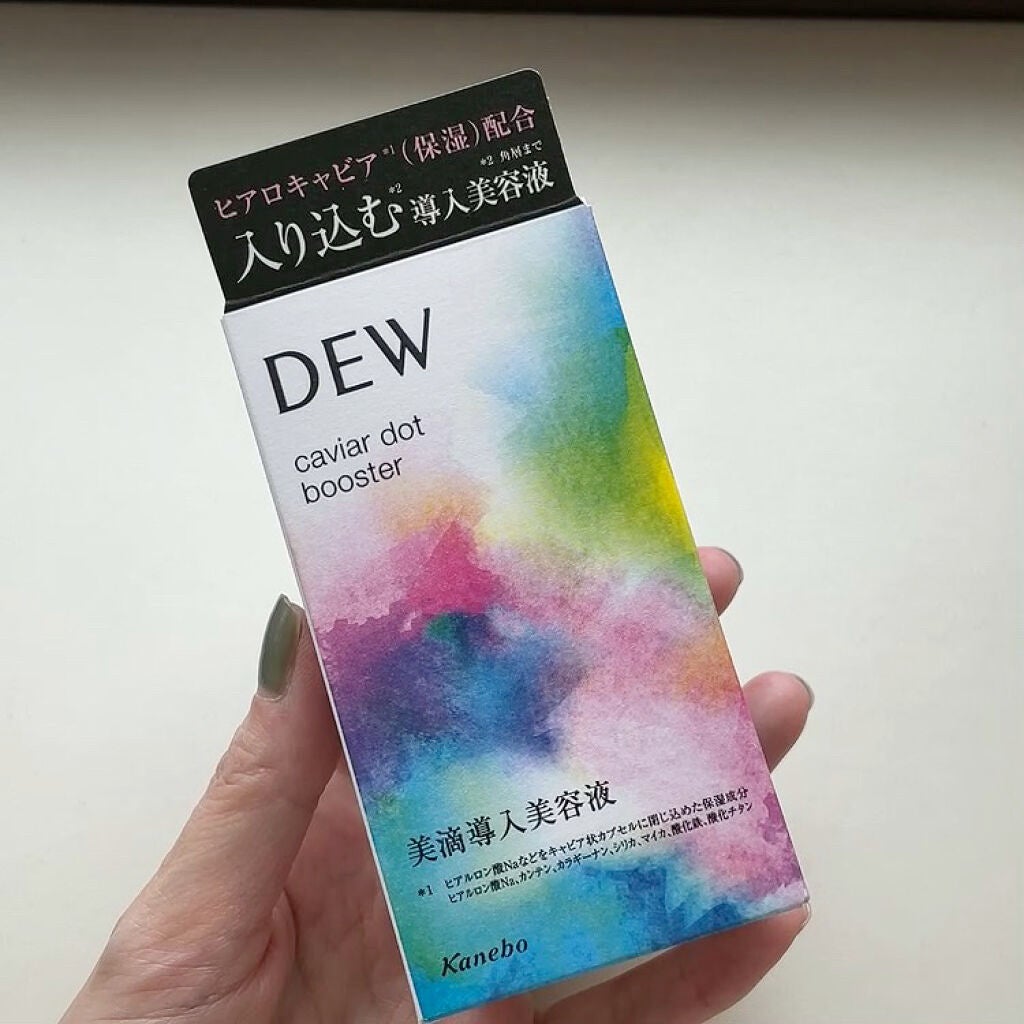 ヒアロキャビア*1(保湿)配合
*2 角層まで
入り込む*2導入美容液
DEW
caviar dot
booster
美滴導入美容液
*1 ヒアルロン酸Naなどをキャビア状カプセルに閉じ込めた保湿成分
ヒアルロン酸Na、カンテン、カラギーナン、シリカ、マイカ、酸化鉄、酸化チタン
Kanebo